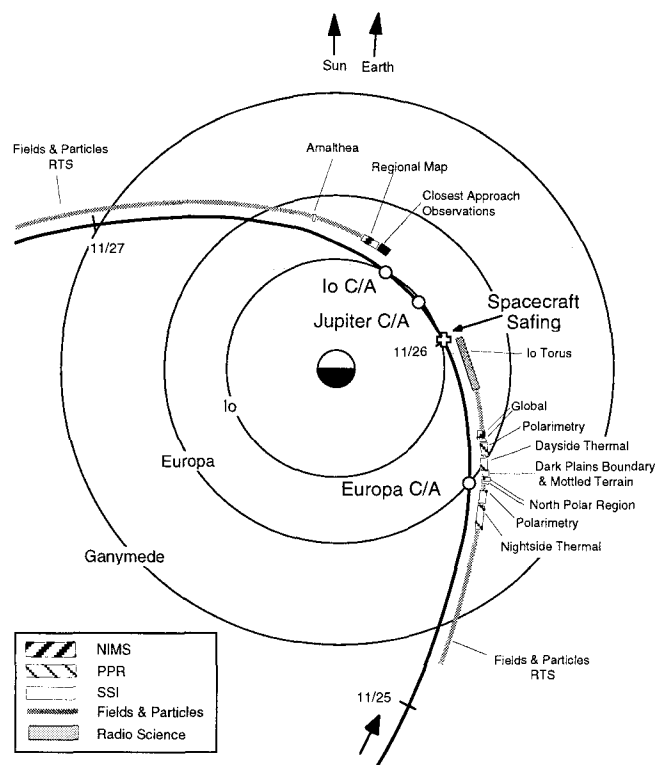 Sun
Earth
Fields & Particles
RTS
Amalthea
Regional Map
Closest Approach
Observations
11/27
Io C/A
Jupiter C/A
Spacecraft
Safing
11/26
Io Torus
Io
Global
Polarimetry
Dayside Thermal
Europa
Dark Plains Boundary
& Mottled Terrain
Europa C/A
North Polar Region
Polarimetry
Nightside Thermal
Ganymede
NIMS
PPR
SSI
Fields & Particles
Radio Science
Fields & Particles
RTS
11/25